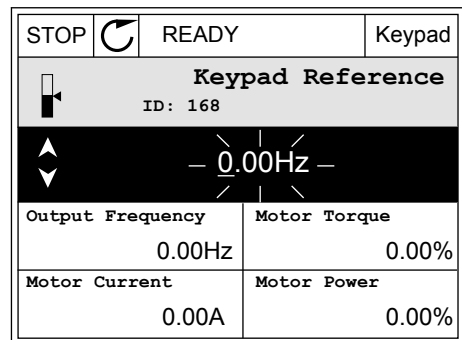 STOP READY Keypad
Keypad Reference
ID: 168
0.00Hz
Output Frequency Motor Torque
0.00Hz 0.00%
Motor Current Motor Power
0.00A 0.00%